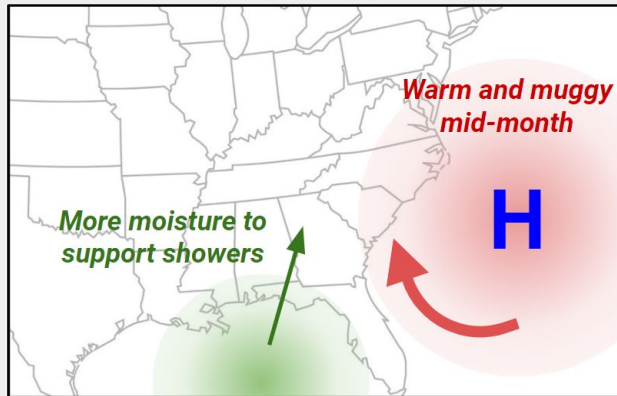 Warm and muggy
mid-month
H
More moisture to
support showers